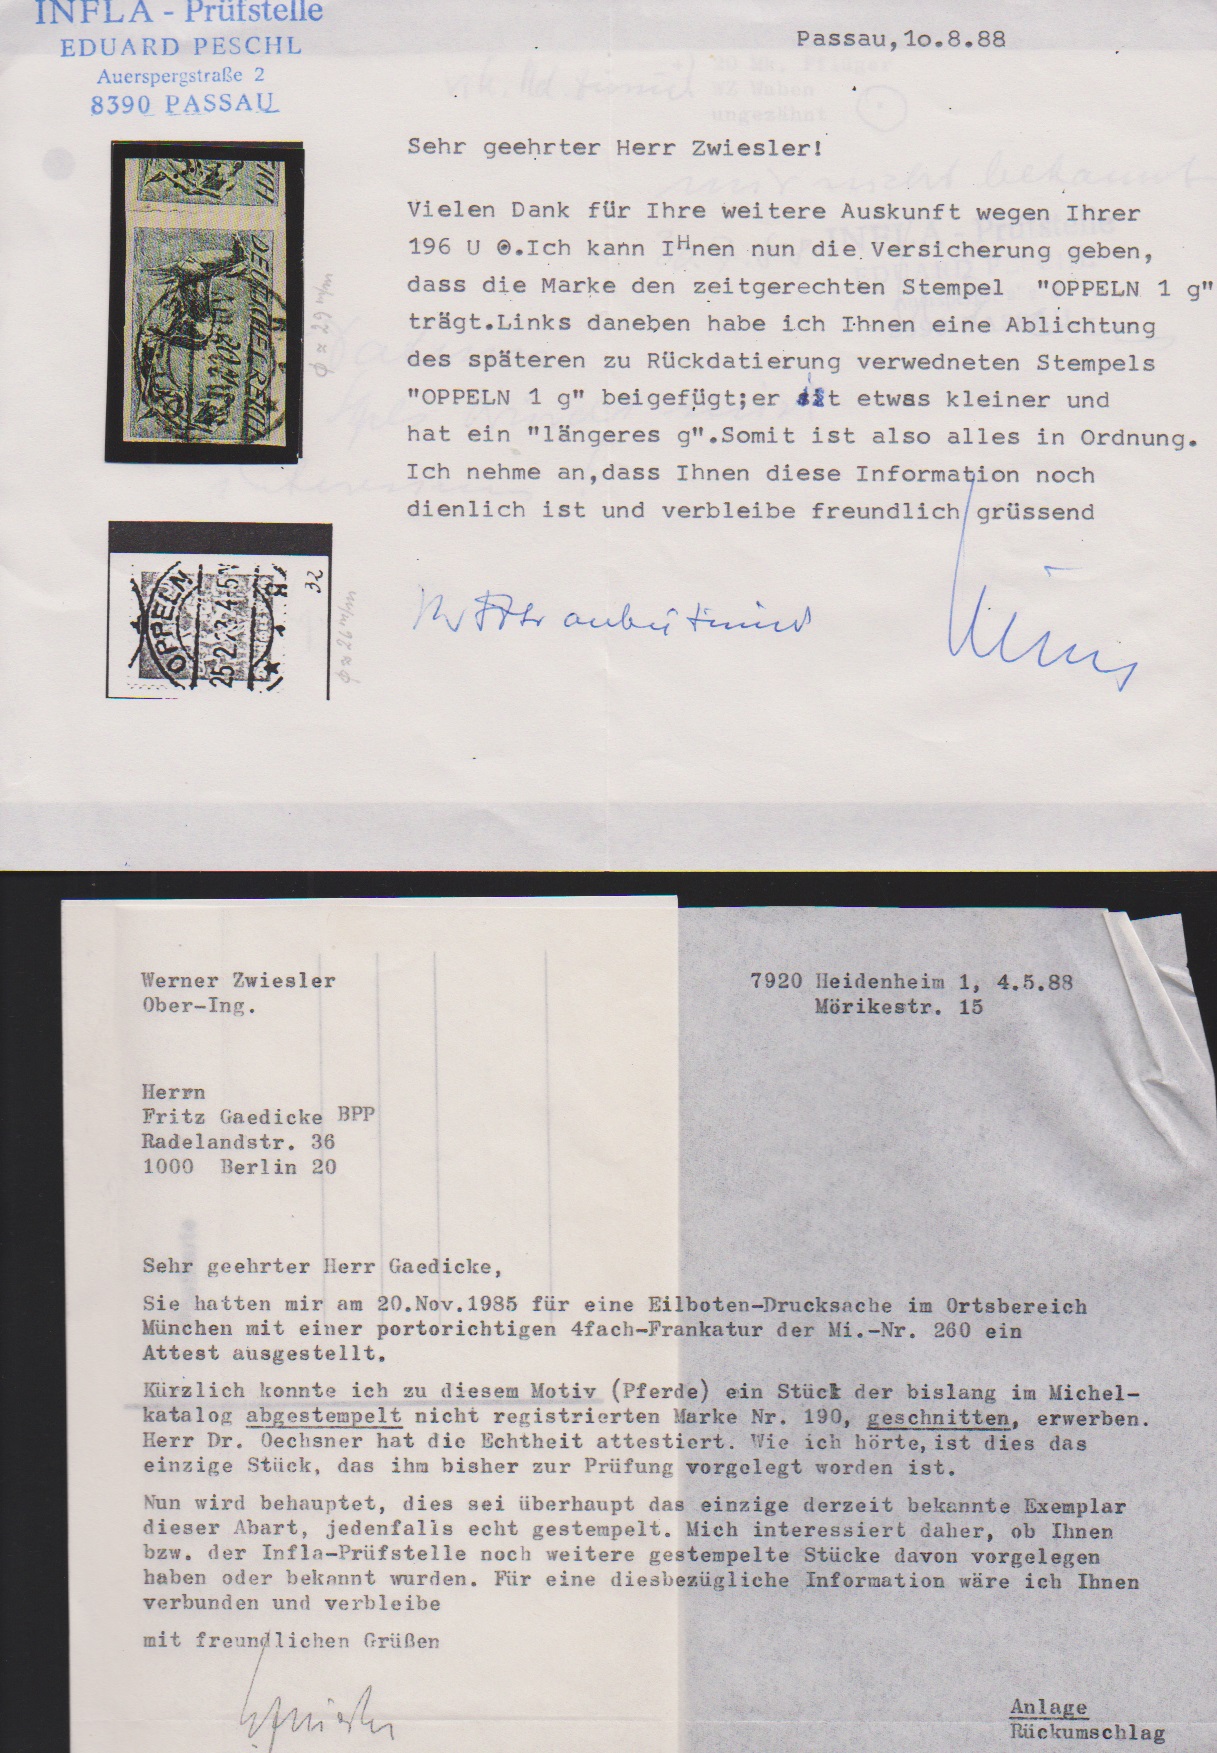 INFLA - Prüfstelle
EDUARD PESCHL
Auerspergstraße 2
8390 PASSAU
Passau,1o.8.88
Sehr geehrter Herr Zwiesler!
Vielen Dank für Ihre weitere Auskunft wegen Ihrer
196 U ⊙.Ich kann IHnen nun die Versicherung geben,
dass die Marke den zeitgerechten Stempel "OPPELN 1 g"
trägt.Links daneben habe ich Ihnen eine Ablichtung
des späteren zu Rückdatierung verwedneten Stempels
"OPPELN 1 g" beigefügt;er ist etwas kleiner und
hat ein "längeres g".Somit ist also alles in Ordnung.
Ich nehme an,dass Ihnen diese Information noch
dienlich ist und verbleibe freundlich grüssend
DEUTSCHES REICH
ø ≈ 29 m/m
OPPELN
25.2.23.4-5N
32
ø ≈ 26 m/m
Werner Zwiesler
Ober-Ing.
7920 Heidenheim 1, 4.5.88
Mörikestr. 15
Herrn
Fritz Gaedicke BPP
Radelandstr. 36
1000 Berlin 20
Sehr geehrter Herr Gaedicke,
Sie hatten mir am 20.Nov.1985 für eine Eilboten-Drucksache im Ortsbereich
München mit einer portorichtigen 4fach-Frankatur der Mi.-Nr. 260 ein
Attest ausgestellt.
Kürzlich konnte ich zu diesem Motiv (Pferde) ein Stück der bislang im Michel-
katalog abgestempelt nicht registrierten Marke Nr. 190, geschnitten, erwerben.
Herr Dr. Oechsner hat die Echtheit attestiert. Wie ich hörte, ist dies das
einzige Stück, das ihm bisher zur Prüfung vorgelegt worden ist.
Nun wird behauptet, dies sei überhaupt das einzige derzeit bekannte Exemplar
dieser Abart, jedenfalls echt gestempelt. Mich interessiert daher, ob Ihnen
bzw. der Infla-Prüfstelle noch weitere gestempelte Stücke davon vorgelegen
haben oder bekannt wurden. Für eine diesbezügliche Information wäre ich Ihnen
verbunden und verbleibe
mit freundlichen Grüßen
Anlage
Rückumschlag